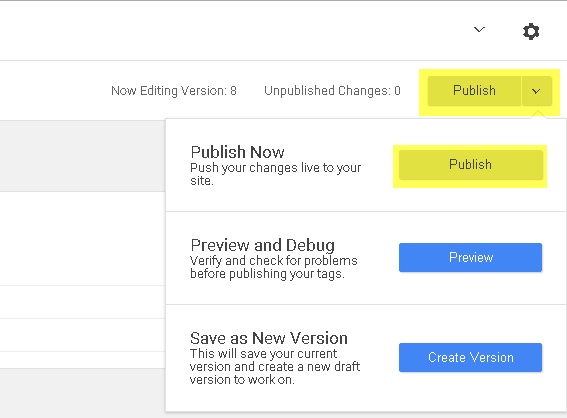 Now Editing Version: 8 Unpublished Changes: 0 Publish
Publish Now
Push your changes live to your
site.
Publish
Preview and Debug
Verify and check for problems
before publishing your tags.
Preview
Save as New Version
This will save your current
version and create a new draft
version to work on.
Create Version